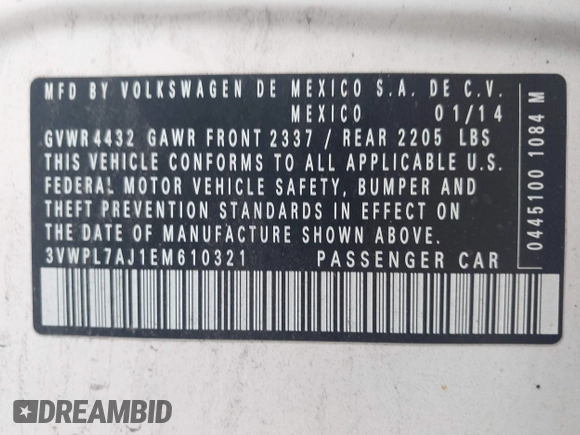 MFD BY VOLKSWAGEN DE MEXICO S.A. DE C.V.
MEXICO 01/14
GVWR 4432 GAWR FRONT 2337 / REAR 2205 LBS
THIS VEHICLE CONFORMS TO ALL APPLICABLE U.S.
FEDERAL MOTOR VEHICLE SAFETY, BUMPER AND
THEFT PREVENTION STANDARDS IN EFFECT ON
THE DATE OF MANUFACTURE SHOWN ABOVE.
3VWPL7AJ1EM610321 PASSENGER CAR
0445100 1084 M
DREAMBID